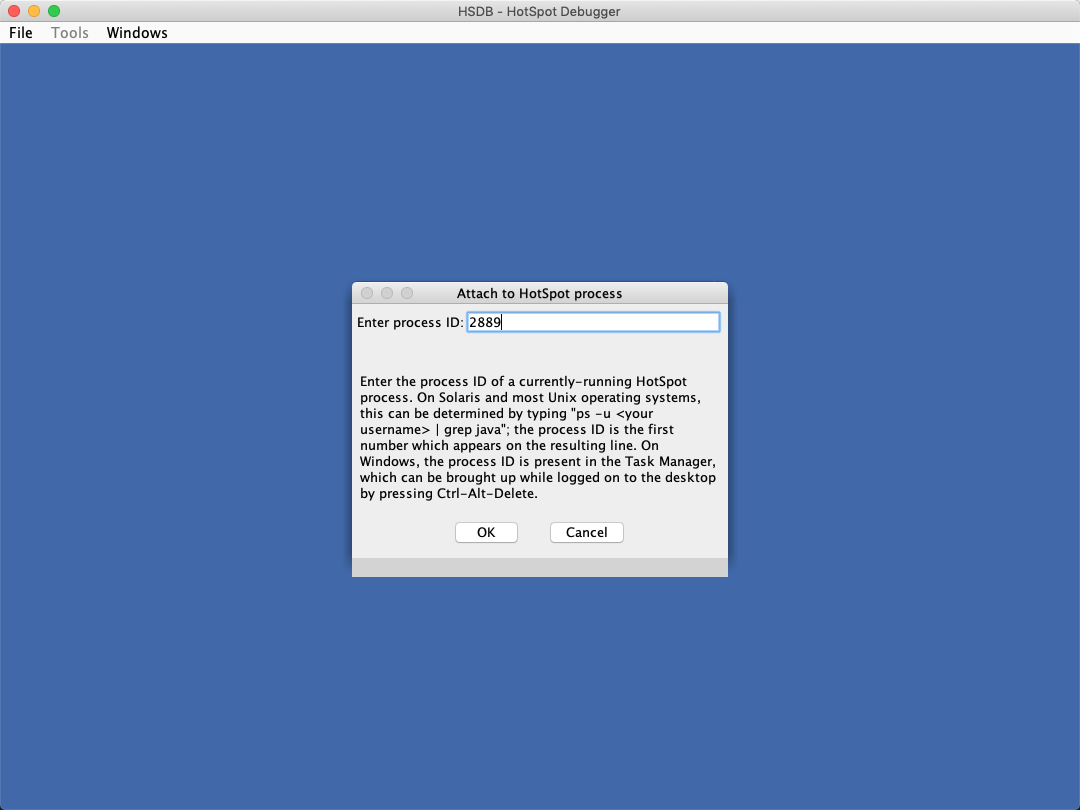 HSDB - HotSpot Debugger
File Tools Windows
Attach to HotSpot process
Enter process ID: 2889
Enter the process ID of a currently-running HotSpot
process. On Solaris and most Unix operating systems,
this can be determined by typing "ps -u <your
username> | grep java"; the process ID is the first
number which appears on the resulting line. On
Windows, the process ID is present in the Task Manager,
which can be brought up while logged on to the desktop
by pressing Ctrl-Alt-Delete.
OK Cancel